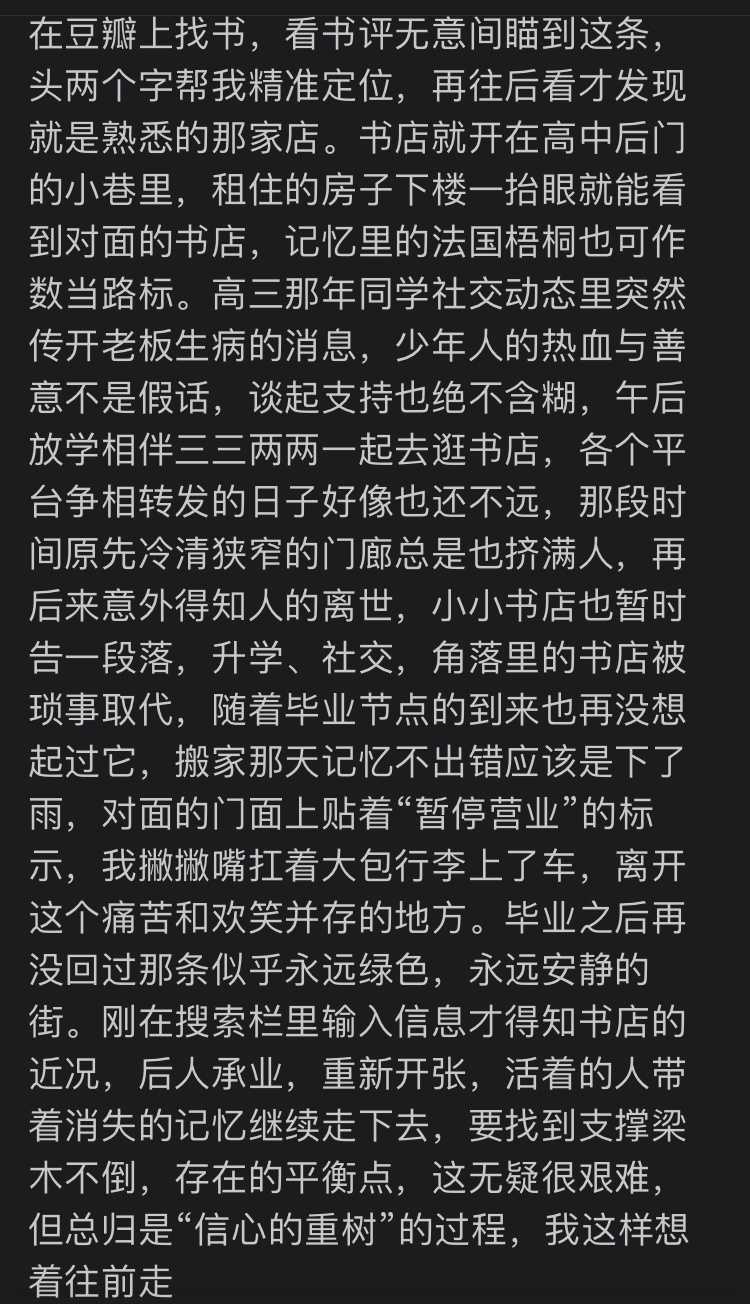 在豆瓣上找书，看书评无意间瞄到这条，
头两个字帮我精准定位，再往后看才发现
就是熟悉的那家店。书店就开在高中后门
的小巷里，租住的房子下楼一抬眼就能看
到对面的书店，记忆里的法国梧桐也可作
数当路标。高三那年同学社交动态里突然
传开老板生病的消息，少年人的热血与善
意不是假话，谈起支持也绝不含糊，午后
放学相伴三三两两一起去逛书店，各个平
台争相转发的日子好像也还不远，那段时
间原先冷清狭窄的门廊总是也挤满人，再
后来意外得知人的离世，小小书店也暂时
告一段落，升学、社交，角落里的书店被
琐事取代，随着毕业节点的到来也再没想
起过它，搬家那天记忆不出错应该是下了
雨，对面的门面上贴着“暂停营业”的标
示，我撇撇嘴扛着大包行李上了车，离开
这个痛苦和欢笑并存的地方。毕业之后再
没回过那条似乎永远绿色，永远安静的
街。刚在搜索栏里输入信息才得知书店的
近况，后人承业，重新开张，活着的人带
着消失的记忆继续走下去，要找到支撑梁
木不倒，存在的平衡点，这无疑很艰难，
但总归是“信心的重树”的过程，我这样想
着往前走